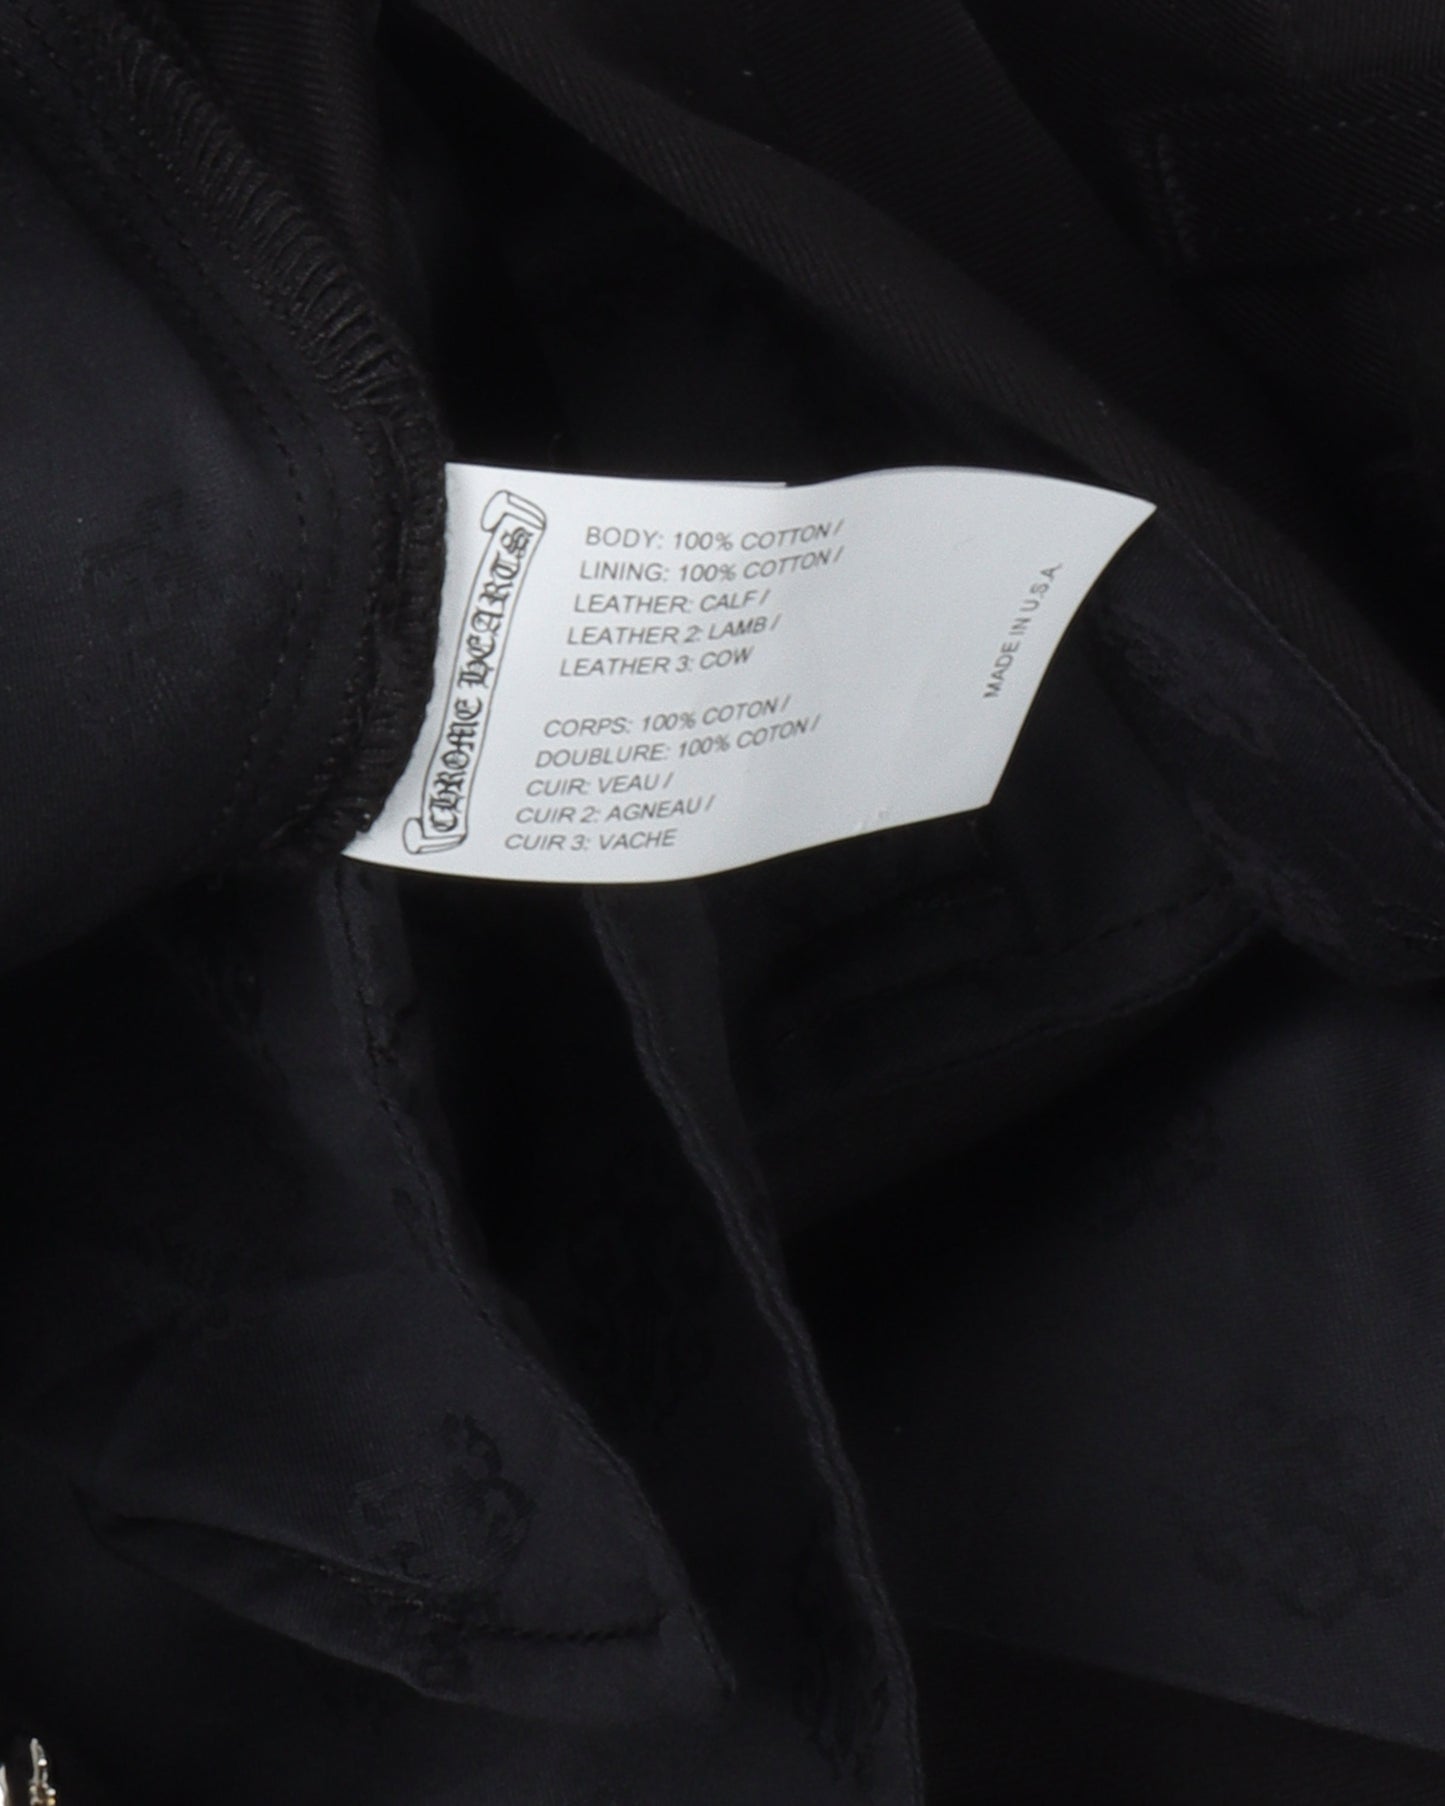 CHROME HEARTS
BODY: 100% COTTON /
LINING: 100% COTTON /
LEATHER: CALF /
LEATHER 2: LAMB /
LEATHER 3: COW
CORPS: 100% COTON /
DOUBLURE: 100% COTON /
CUIR: VEAU /
CUIR 2: AGNEAU /
CUIR 3: VACHE
MADE IN U.S.A.